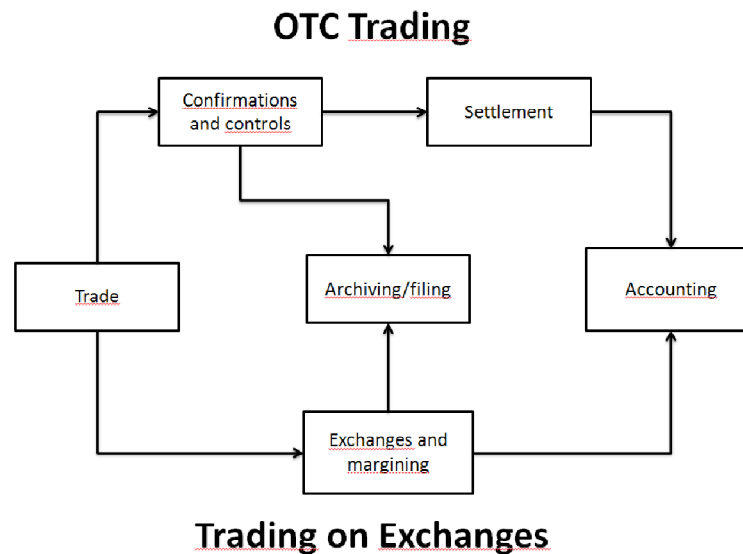 OTC Trading
Confirmations
and controls
Settlement
Trade
Archiving/filing
Accounting
Exchanges and
margining
Trading on Exchanges